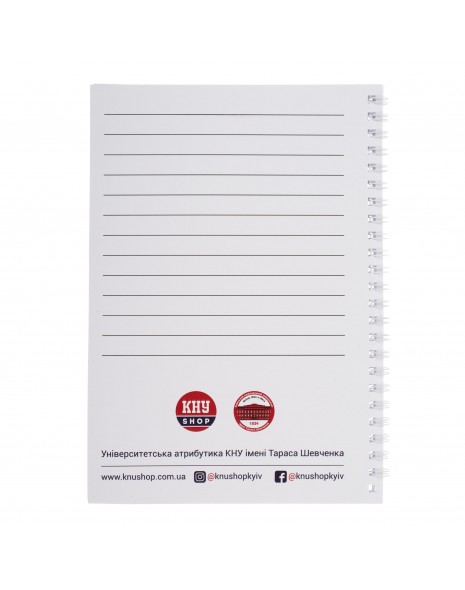 КНУ
SHOP
1834
Університетська атрибутика КНУ імені Тараса Шевченка
www.knushop.com.ua @knushopkyiv @knushopkyiv